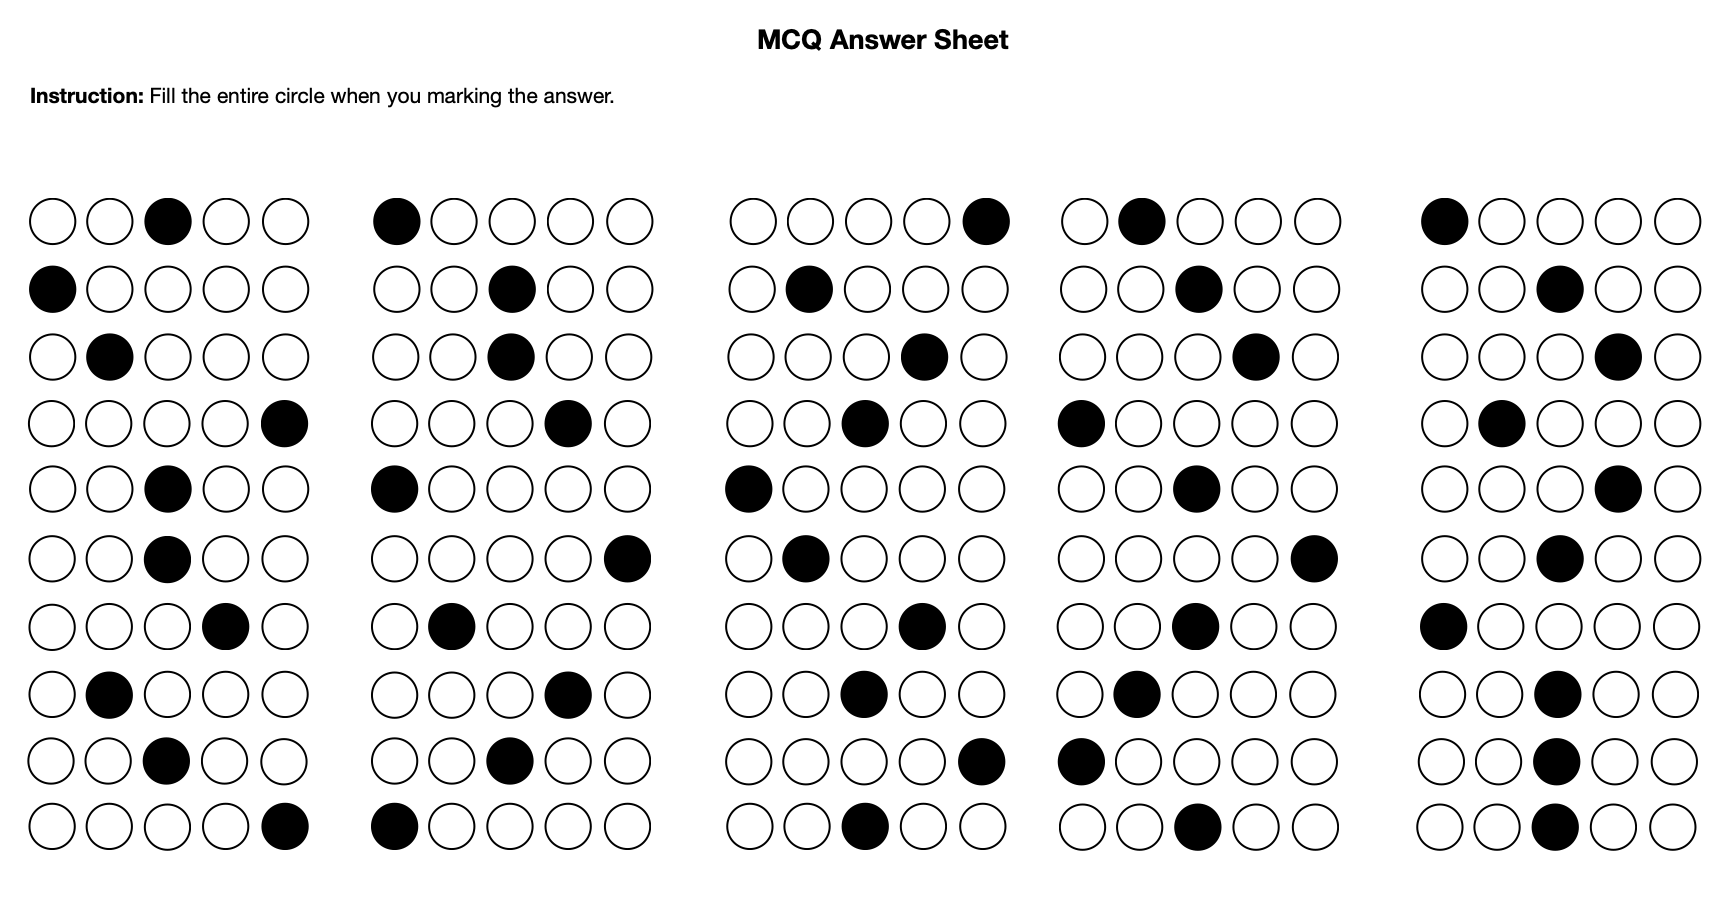 MCQ Answer Sheet
Instruction: Fill the entire circle when you marking the answer.